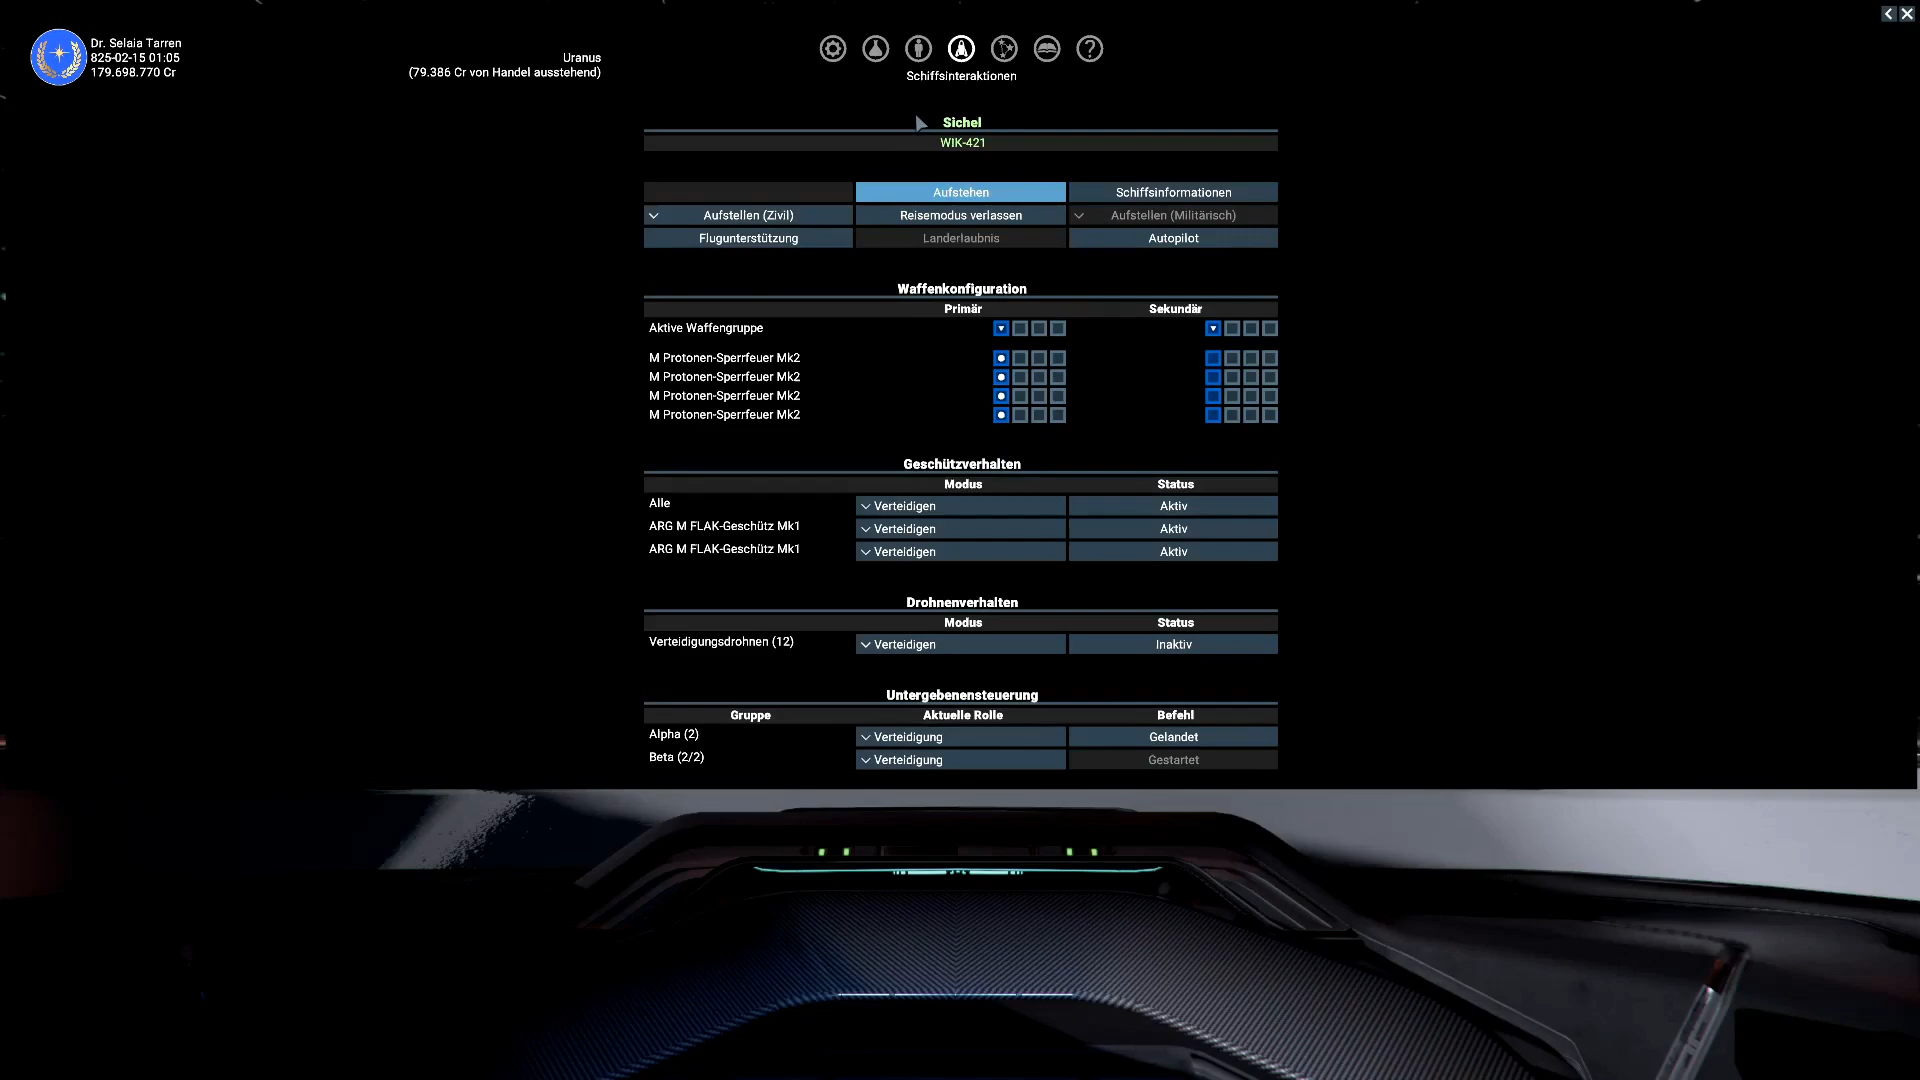 Dr. Selaia Tarren
825-02-15 01:05
179.698.770 Cr
Uranus
(79.386 Cr von Handel ausstehend)
Schiffsinteraktionen
Sichel
WIK-421
Aufstehen Schiffsinformationen
Aufstellen (Zivil) Reisemodus verlassen Aufstellen (Militärisch)
Flugunterstützung Landerlaubnis Autopilot
Waffenkonfiguration
Primär Sekundär
Aktive Waffengruppe
M Protonen-Sperrfeuer Mk2
M Protonen-Sperrfeuer Mk2
M Protonen-Sperrfeuer Mk2
M Protonen-Sperrfeuer Mk2
Geschützverhalten
Modus Status
Alle Verteidigen Aktiv
ARG M FLAK-Geschütz Mk1 Verteidigen Aktiv
ARG M FLAK-Geschütz Mk1 Verteidigen Aktiv
Drohnenverhalten
Modus Status
Verteidigungsdrohnen (12) Verteidigen Inaktiv
Untergebenensteuerung
Gruppe Aktuelle Rolle Befehl
Alpha (2) Verteidigung Gelandet
Beta (2/2) Verteidigung Gestartet